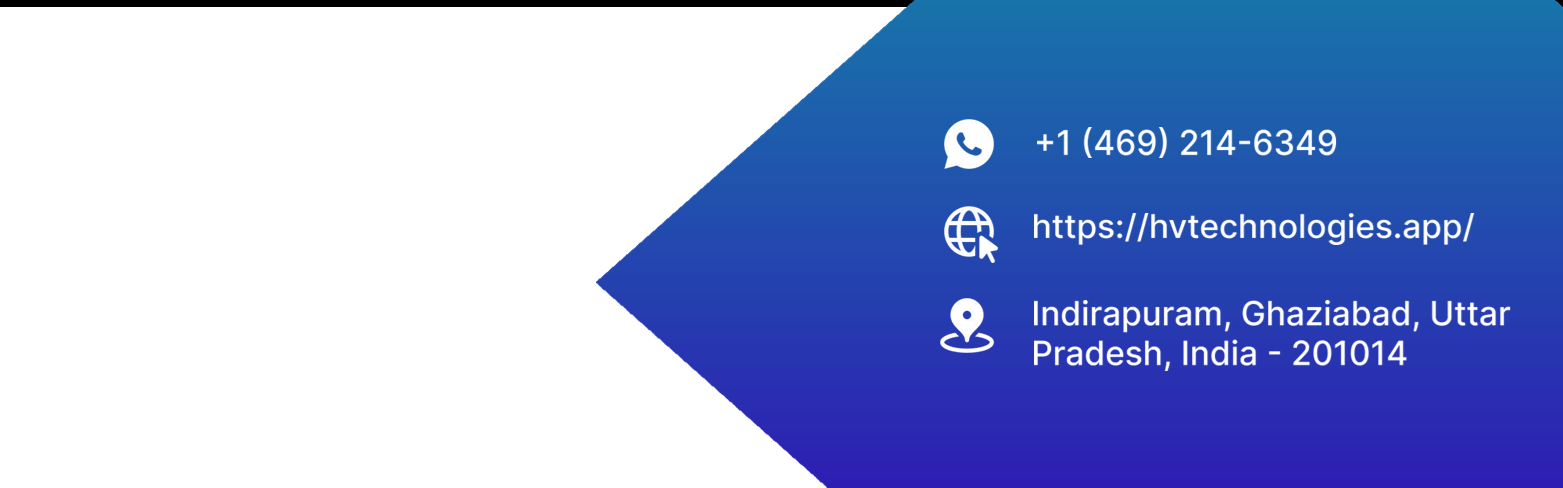 +1 (469) 214-6349
https://hvtechnologies.app/
Indirapuram, Ghaziabad, Uttar
Pradesh, India - 201014